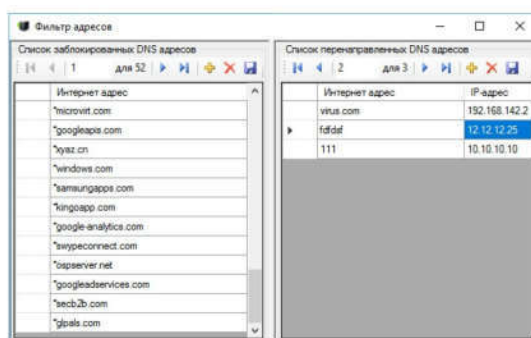 Фильтр адресов
Список заблокированных DNS адресов
1 для 52
Интернет адрес
*microvirt.com
*googleapis.com
*xyaz.cn
*windows.com
*samsungapps.com
*kingoapp.com
*google-analytics.com
*swypeconnect.com
*ospserver.net
*googleadservices.com
*secb2b.com
*glpals.com
Список перенаправленных DNS адресов
2 для 3
Интернет адрес IP-адрес
virus.com 192.168.142.2
fdfdsf 12.12.12.25
111 10.10.10.10